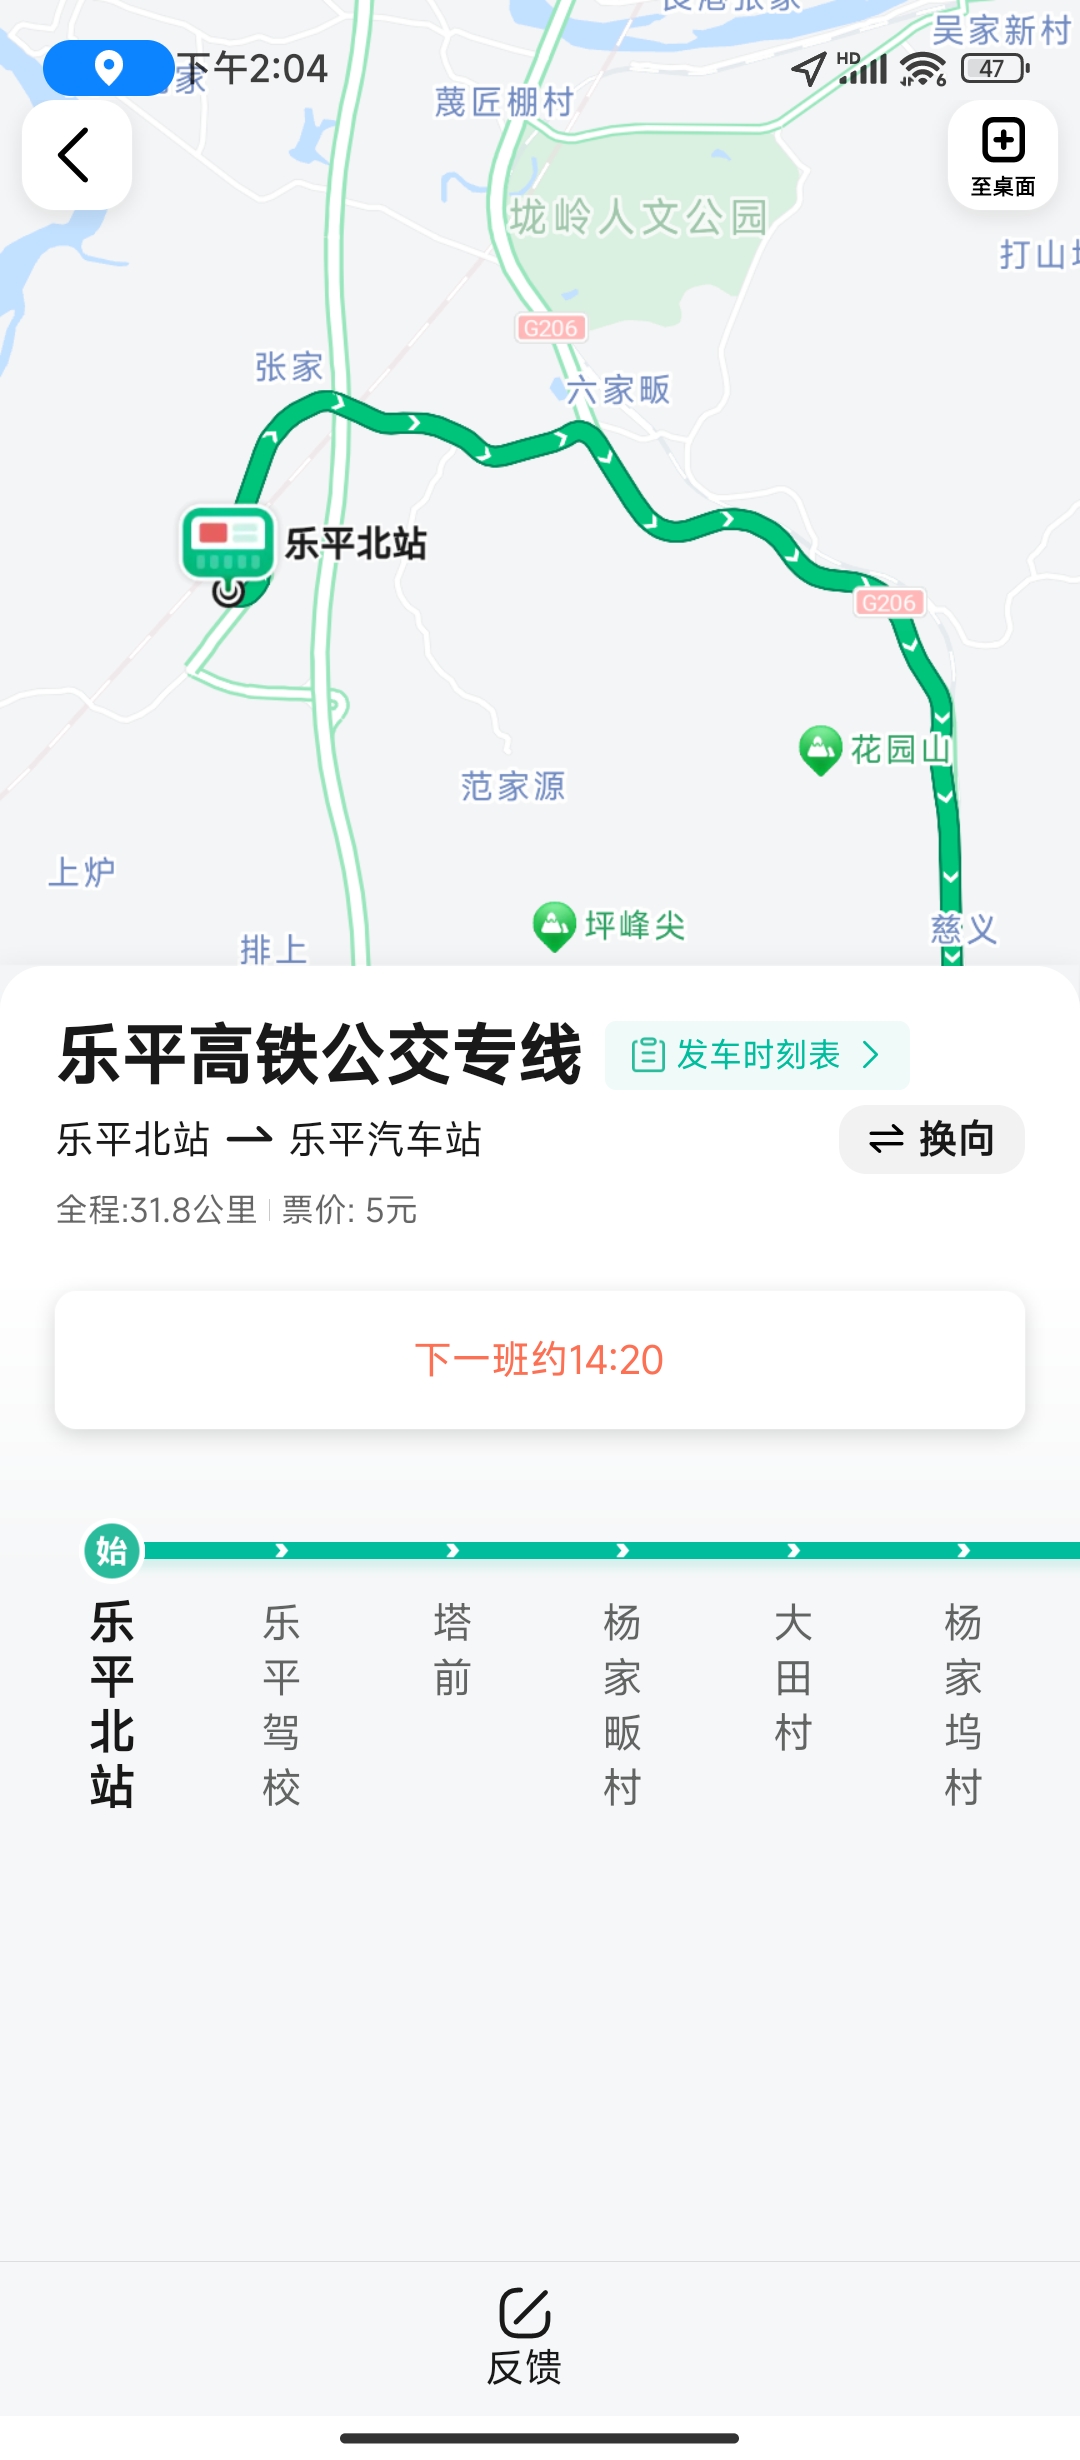 吴家新村
下午2:04
HD
6
47
蔑匠棚村
至桌面
垅岭人文公园
G206
张家
六家畈
乐平北站
G206
花园山
范家源
上炉
坪峰尖
慈义
排上
乐平高铁公交专线
发车时刻表
乐平北站 → 乐平汽车站
换向
全程:31.8公里 | 票价: 5元
下一班约14:20
始
乐平北站
乐平驾校
塔前
杨家畈村
大田村
杨家坞村
反馈